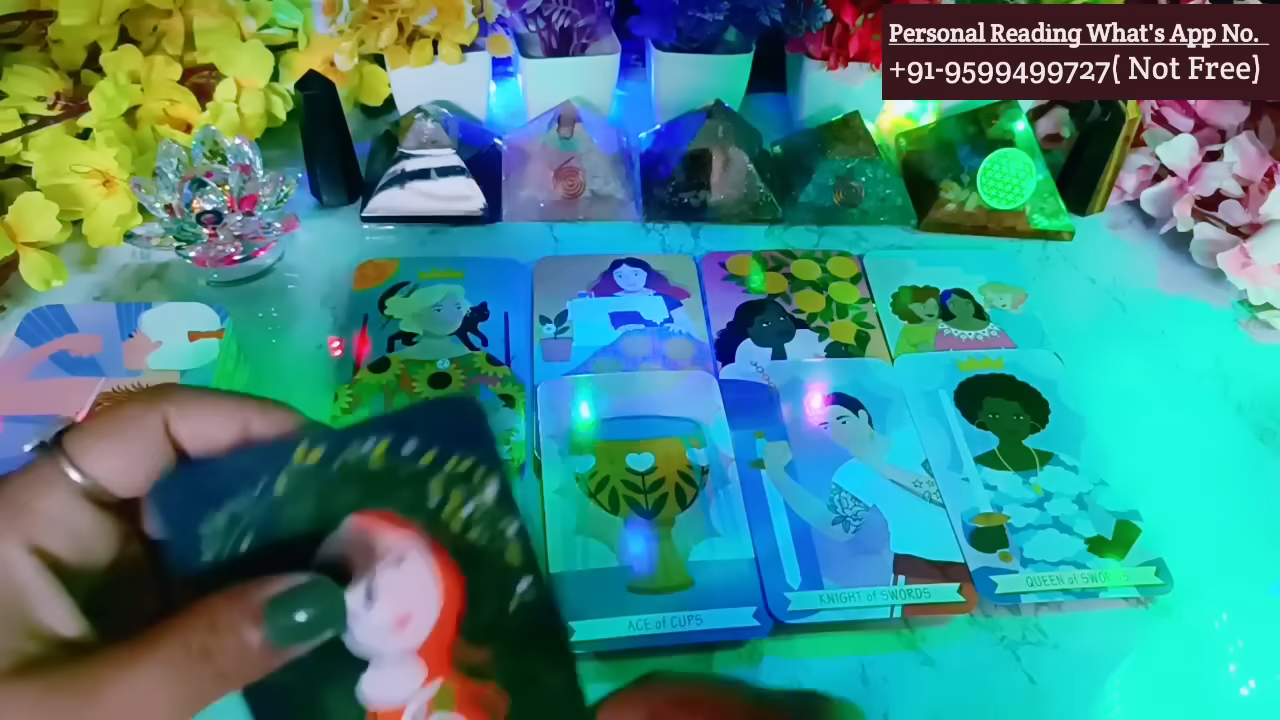 Personal Reading What's App No.
+91-9599499727( Not Free)
ACE of CUPS
KNIGHT of SWORDS
QUEEN of SWORDS